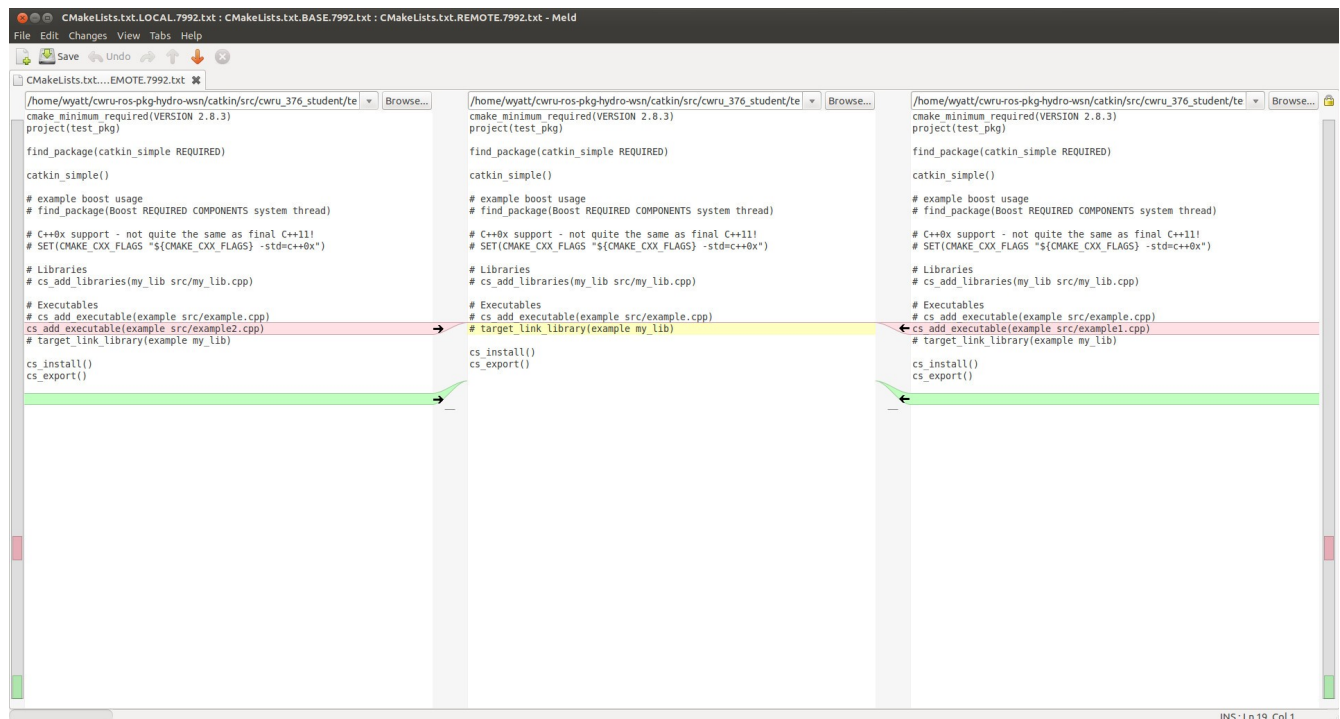 CMakeLists.txt.LOCAL.7992.txt : CMakeLists.txt.BASE.7992.txt : CMakeLists.txt.REMOTE.7992.txt - Meld
File Edit Changes View Tabs Help
Save Undo
CMakeLists.txt....EMOTE.7992.txt
/home/wyatt/cwru-ros-pkg-hydro-wsn/catkin/src/cwru_376_student/te Browse...
cmake_minimum_required(VERSION 2.8.3)
project(test_pkg)
find_package(catkin_simple REQUIRED)
catkin_simple()
# example boost usage
# find_package(Boost REQUIRED COMPONENTS system thread)
# C++0x support - not quite the same as final C++11!
# SET(CMAKE_CXX_FLAGS "${CMAKE_CXX_FLAGS} -std=c++0x")
# Libraries
# cs_add_libraries(my_lib src/my_lib.cpp)
# Executables
# cs_add_executable(example src/example.cpp)
cs_add_executable(example src/example2.cpp)
# target_link_library(example my_lib)
cs_install()
cs_export()
/home/wyatt/cwru-ros-pkg-hydro-wsn/catkin/src/cwru_376_student/te Browse...
cmake_minimum_required(VERSION 2.8.3)
project(test_pkg)
find_package(catkin_simple REQUIRED)
catkin_simple()
# example boost usage
# find_package(Boost REQUIRED COMPONENTS system thread)
# C++0x support - not quite the same as final C++11!
# SET(CMAKE_CXX_FLAGS "${CMAKE_CXX_FLAGS} -std=c++0x")
# Libraries
# cs_add_libraries(my_lib src/my_lib.cpp)
# Executables
# cs_add_executable(example src/example.cpp)
# target_link_library(example my_lib)
cs_install()
cs_export()
/home/wyatt/cwru-ros-pkg-hydro-wsn/catkin/src/cwru_376_student/te Browse...
cmake_minimum_required(VERSION 2.8.3)
project(test_pkg)
find_package(catkin_simple REQUIRED)
catkin_simple()
# example boost usage
# find_package(Boost REQUIRED COMPONENTS system thread)
# C++0x support - not quite the same as final C++11!
# SET(CMAKE_CXX_FLAGS "${CMAKE_CXX_FLAGS} -std=c++0x")
# Libraries
# cs_add_libraries(my_lib src/my_lib.cpp)
# Executables
# cs_add_executable(example src/example.cpp)
cs_add_executable(example src/example1.cpp)
# target_link_library(example my_lib)
cs_install()
cs_export()
INS : Ln 19, Col 1